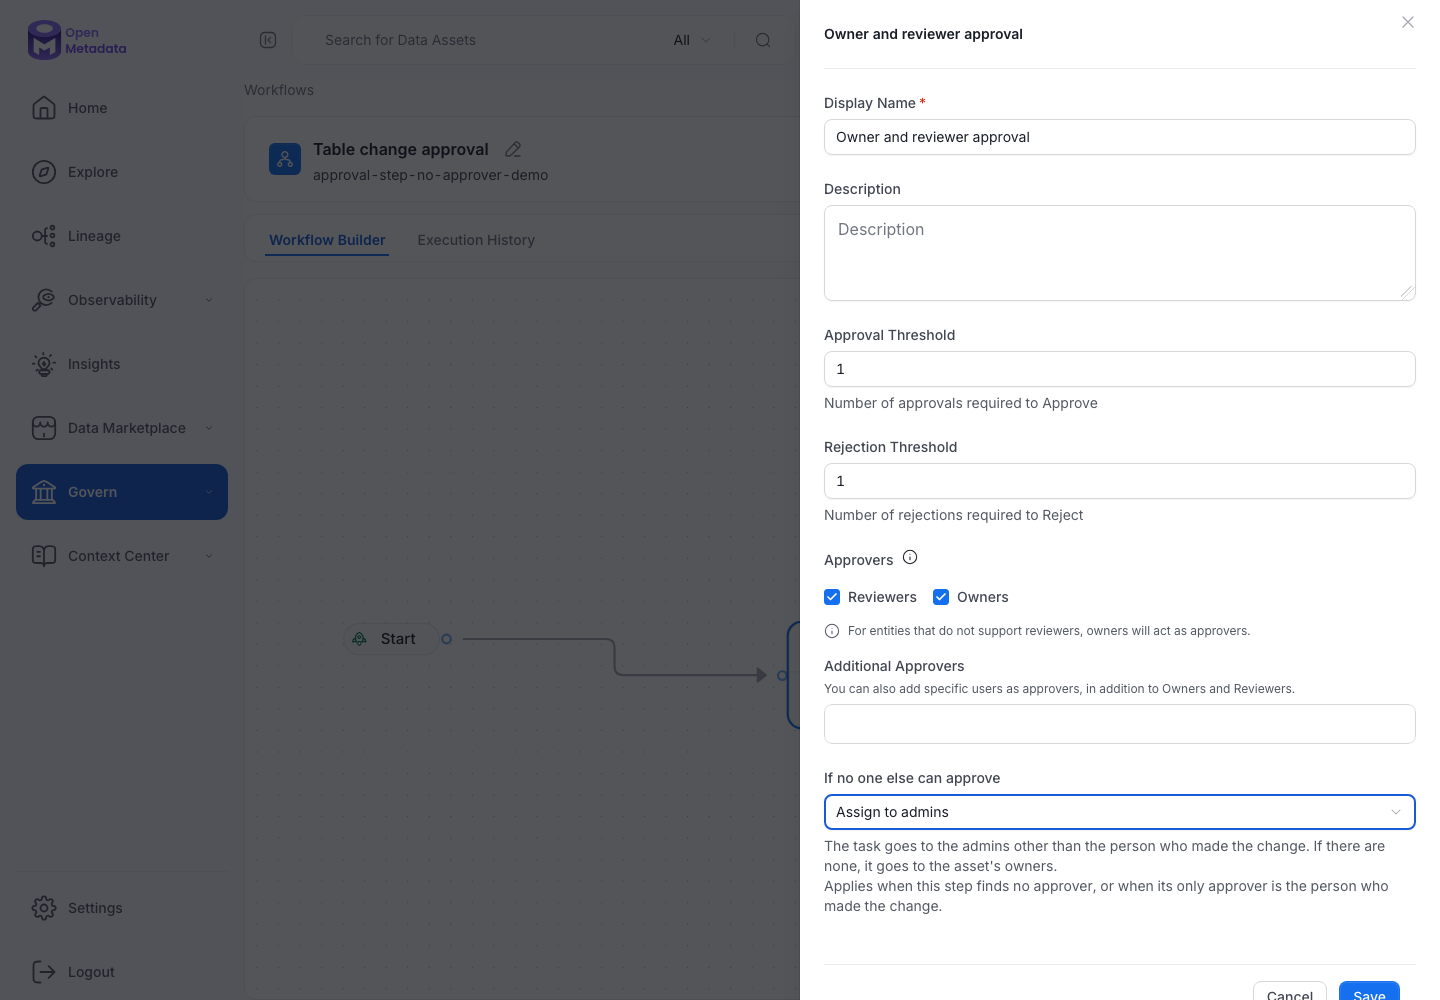 Open
Metadata
Search for Data Assets
All
Home
Explore
Lineage
Observability
Insights
Data Marketplace
Govern
Context Center
Settings
Logout
Workflows
Table change approval
approval-step-no-approver-demo
Workflow Builder
Execution History
Start
Owner and reviewer approval
Display Name *
Owner and reviewer approval
Description
Description
Approval Threshold
1
Number of approvals required to Approve
Rejection Threshold
1
Number of rejections required to Reject
Approvers
Reviewers
Owners
For entities that do not support reviewers, owners will act as approvers.
Additional Approvers
You can also add specific users as approvers, in addition to Owners and Reviewers.
If no one else can approve
Assign to admins
The task goes to the admins other than the person who made the change. If there are
none, it goes to the asset's owners.
Applies when this step finds no approver, or when its only approver is the person who
made the change.
Cancel
Save